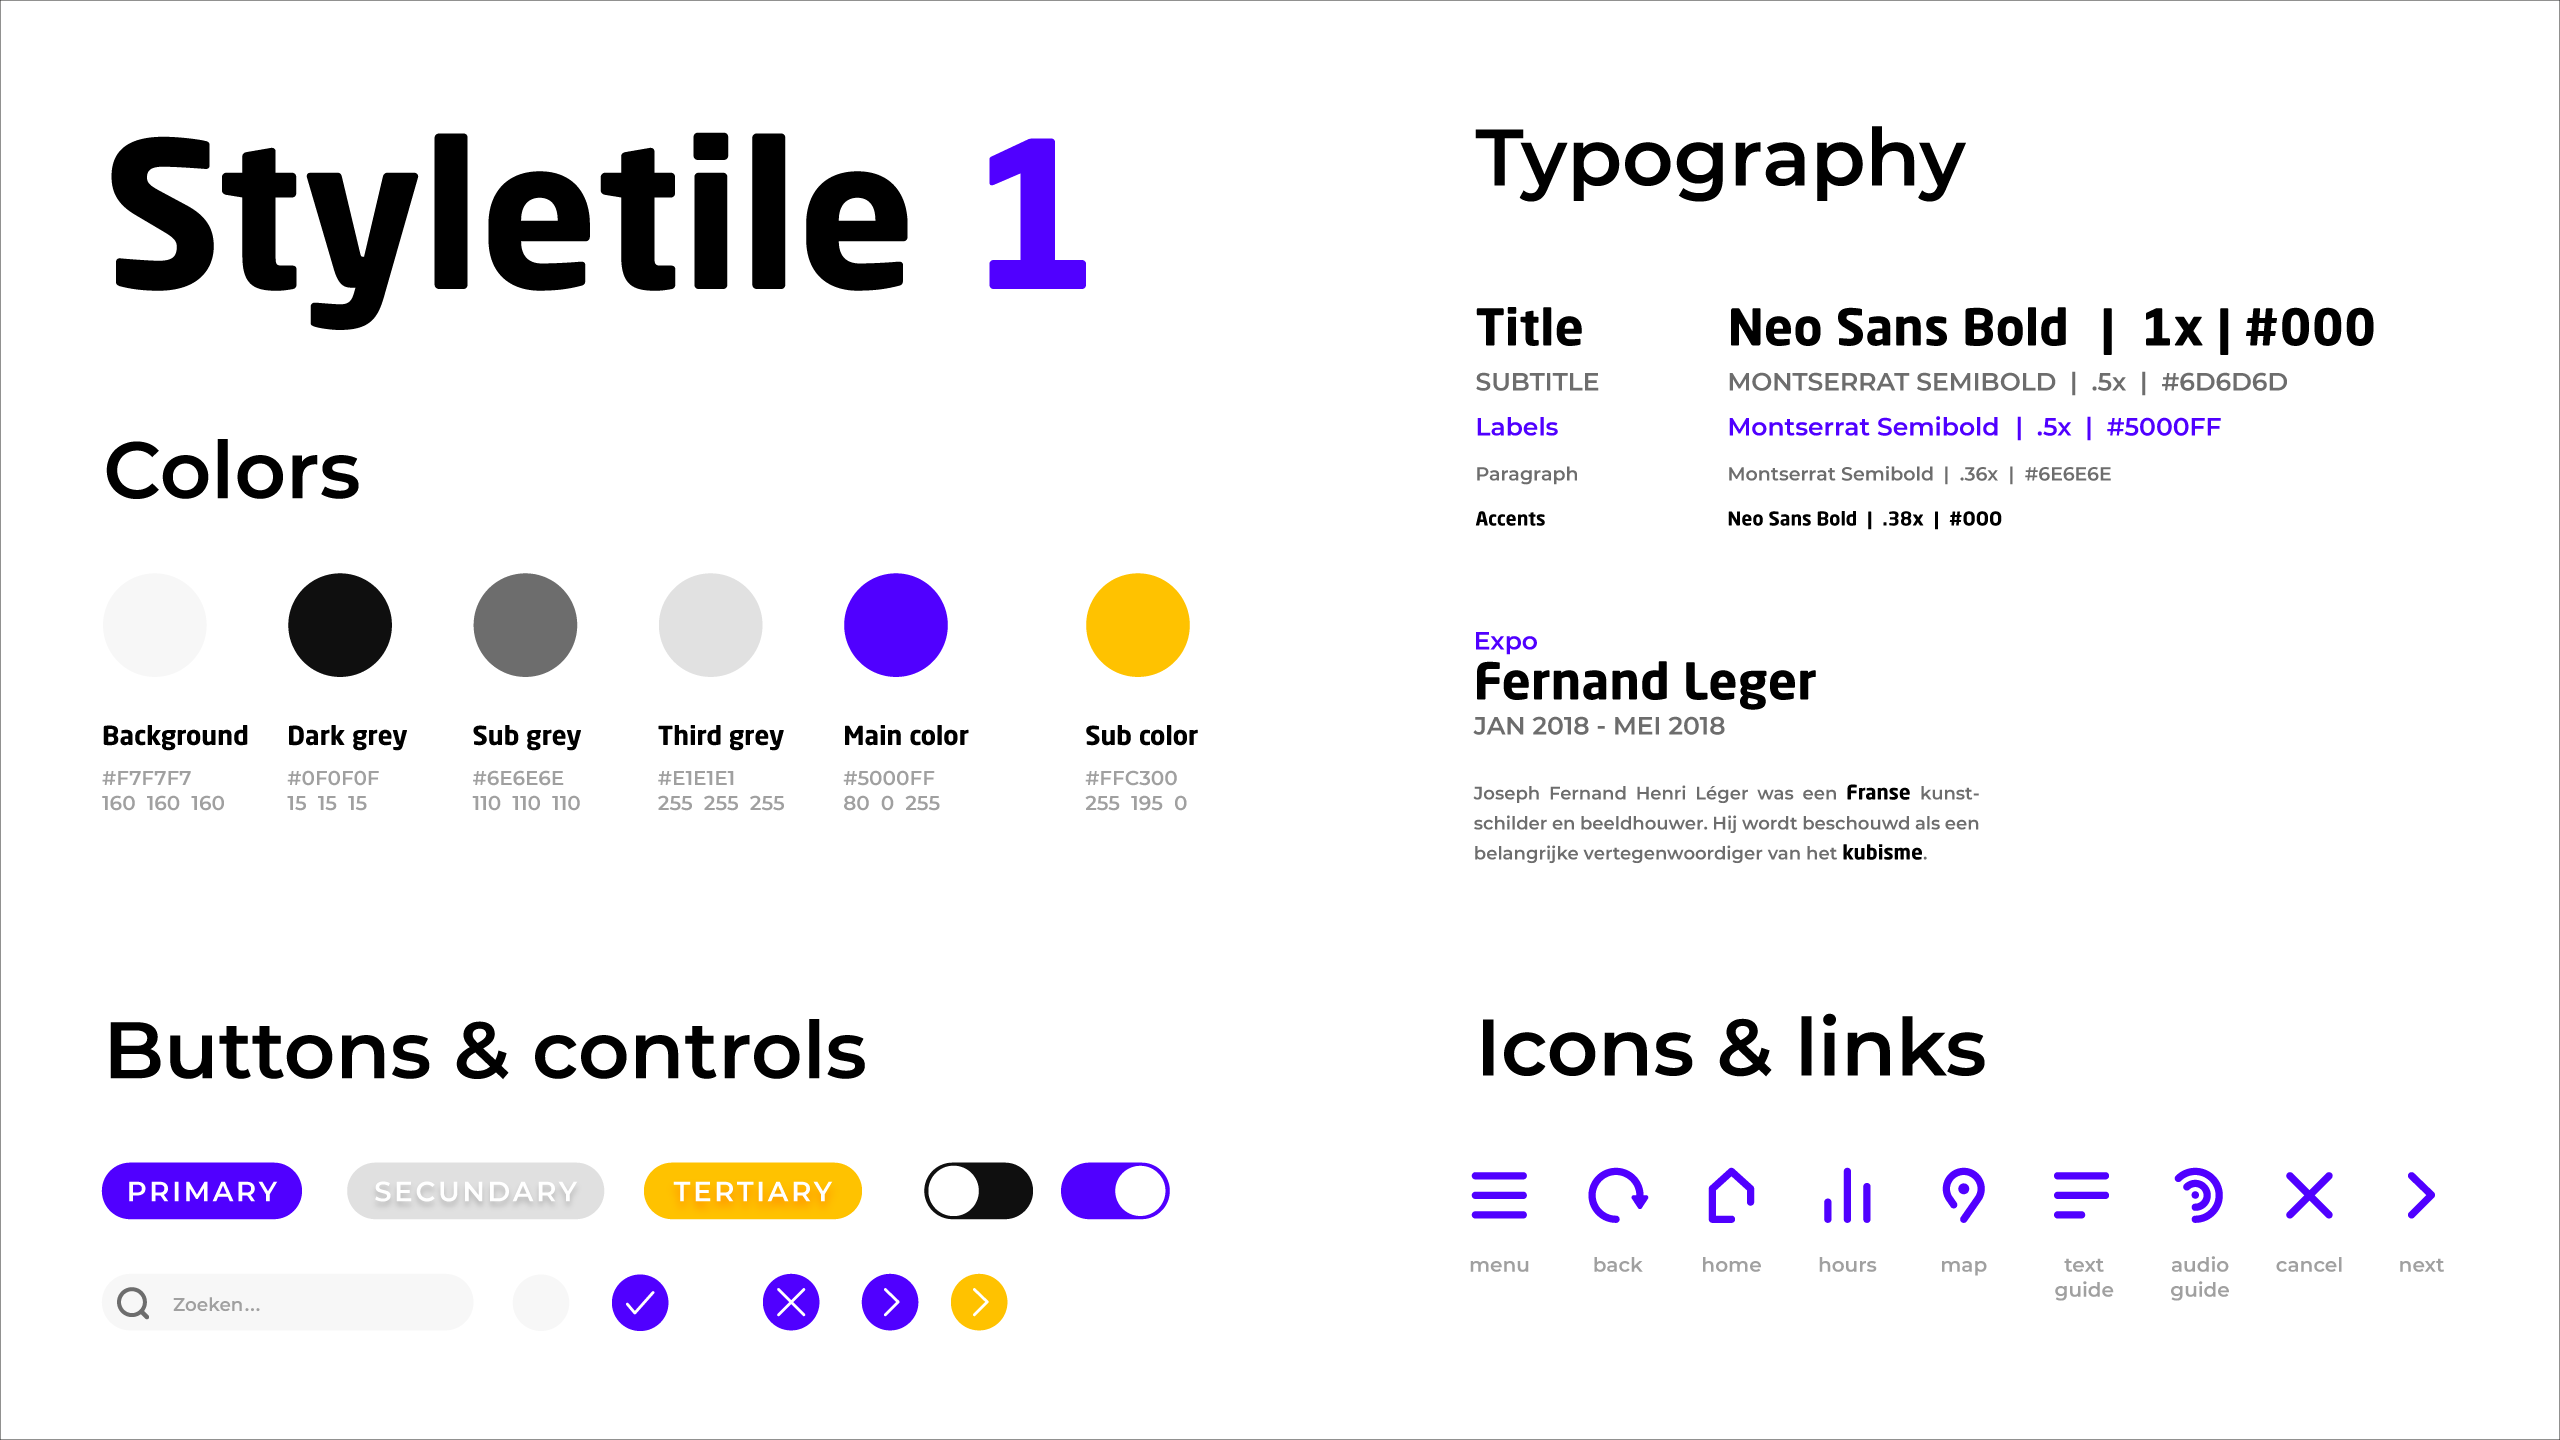 Styletile 1
Colors
Background
#F7F7F7
160 160 160
Dark grey
#0F0F0F
15 15 15
Sub grey
#6E6E6E
110 110 110
Third grey
#E1E1E1
255 255 255
Main color
#5000FF
80 0 255
Sub color
#FFC300
255 195 0
Buttons & controls
PRIMARY
SECUNDARY
TERTIARY
Zoeken...
Typography
Title Neo Sans Bold | 1x | #000
SUBTITLE MONTSERRAT SEMIBOLD | .5x | #6D6D6D
Labels Montserrat Semibold | .5x | #5000FF
Paragraph Montserrat Semibold | .36x | #6E6E6E
Accents Neo Sans Bold | .38x | #000
Expo
Fernand Leger
JAN 2018 - MEI 2018
Joseph Fernand Henri Léger was een Franse kunst-
schilder en beeldhouwer. Hij wordt beschouwd als een
belangrijke vertegenwoordiger van het kubisme.
Icons & links
menu
back
home
hours
map
text
guide
audio
guide
cancel
next